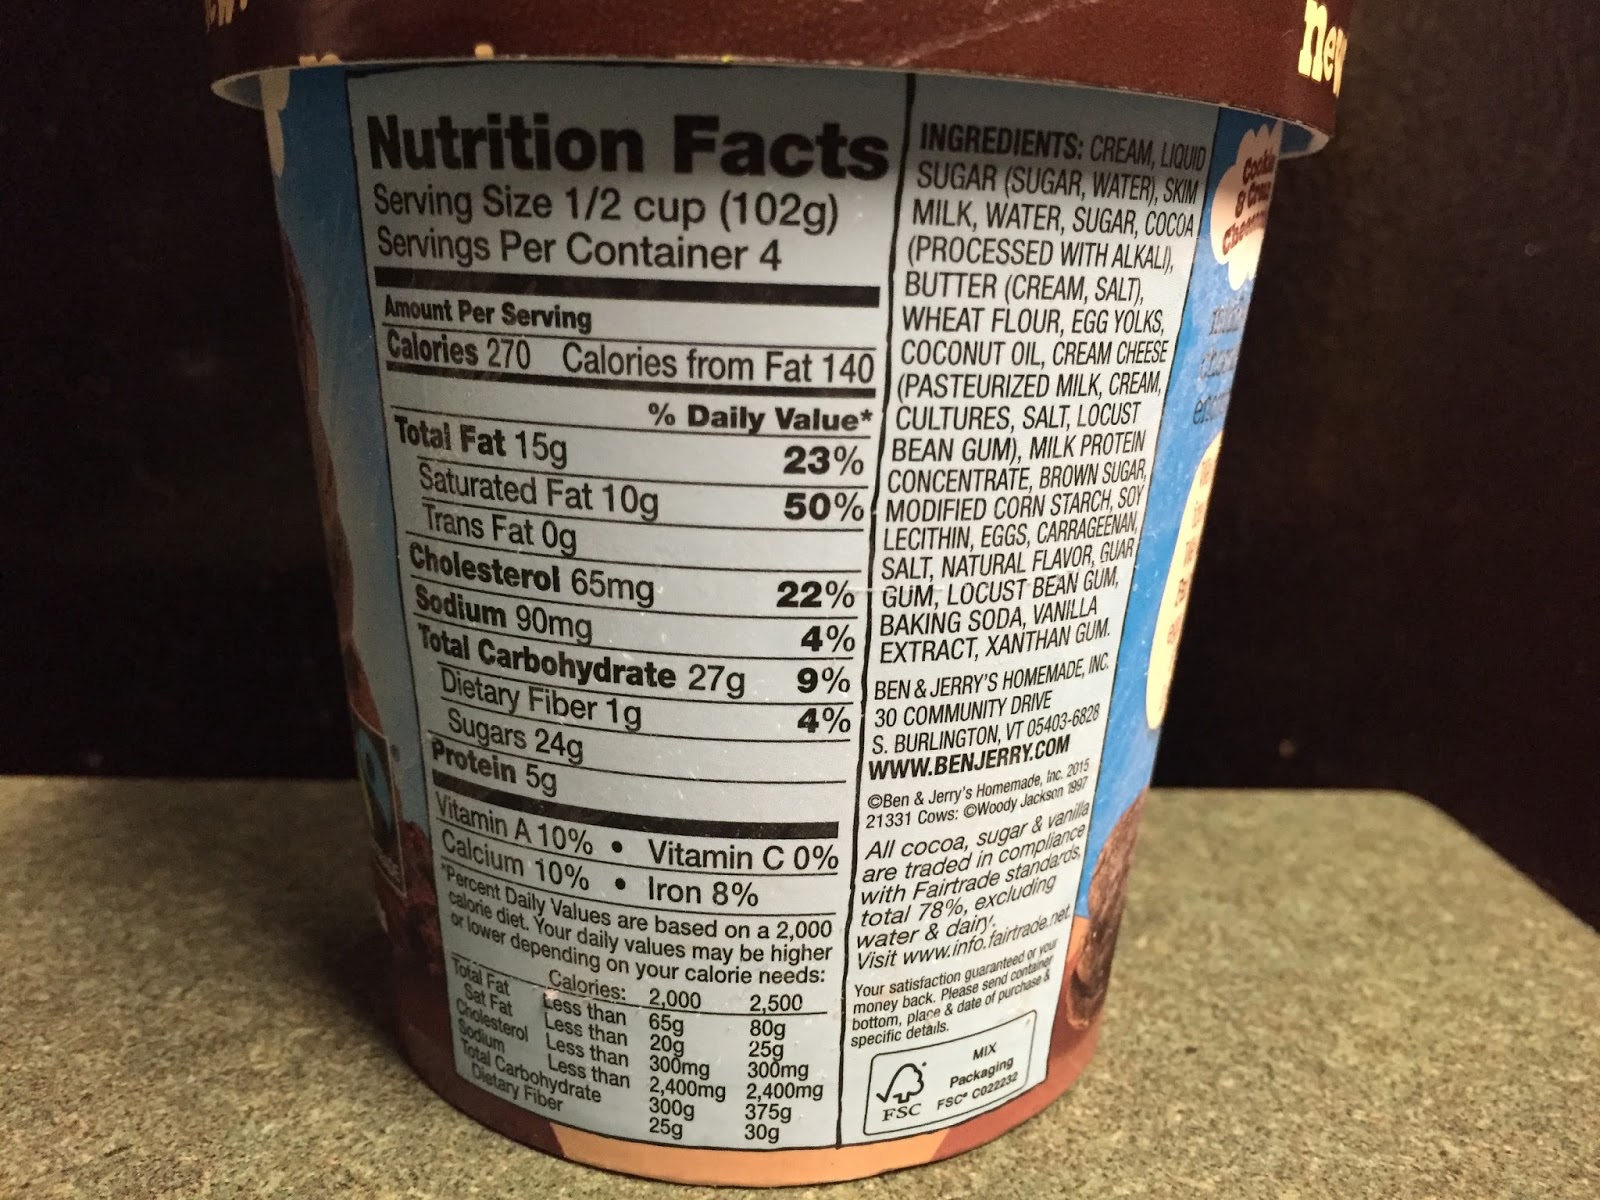 new
Nutrition Facts
Serving Size 1/2 cup (102g)
Servings Per Container 4
Amount Per Serving
Calories 270 Calories from Fat 140
% Daily Value*
Total Fat 15g 23%
Saturated Fat 10g 50%
Trans Fat 0g
Cholesterol 65mg 22%
Sodium 90mg 4%
Total Carbohydrate 27g 9%
Dietary Fiber 1g 4%
Sugars 24g
Protein 5g
Vitamin A 10% • Vitamin C 0%
Calcium 10% • Iron 8%
*Percent Daily Values are based on a 2,000
calorie diet. Your daily values may be higher
or lower depending on your calorie needs:
Calories: 2,000 2,500
Total Fat Less than 65g 80g
Sat Fat Less than 20g 25g
Cholesterol Less than 300mg 300mg
Sodium Less than 2,400mg 2,400mg
Total Carbohydrate 300g 375g
Dietary Fiber 25g 30g
INGREDIENTS: CREAM, LIQUID
SUGAR (SUGAR, WATER), SKIM
MILK, WATER, SUGAR, COCOA
(PROCESSED WITH ALKALI),
BUTTER (CREAM, SALT),
WHEAT FLOUR, EGG YOLKS,
COCONUT OIL, CREAM CHEESE
(PASTEURIZED MILK, CREAM,
CULTURES, SALT, LOCUST
BEAN GUM), MILK PROTEIN
CONCENTRATE, BROWN SUGAR,
MODIFIED CORN STARCH, SOY
LECITHIN, EGGS, CARRAGEENAN,
SALT, NATURAL FLAVOR, GUAR
GUM, LOCUST BEAN GUM,
BAKING SODA, VANILLA
EXTRACT, XANTHAN GUM.
BEN & JERRY'S HOMEMADE, INC.
30 COMMUNITY DRIVE
S. BURLINGTON, VT 05403-6828
WWW.BENJERRY.COM
©Ben & Jerry's Homemade, Inc. 2015
21331 Cows: ©Woody Jackson 1997
All cocoa, sugar & vanilla
are traded in compliance
with Fairtrade standards,
total 78%, excluding
water & dairy.
Visit www.info.fairtrade.net
Your satisfaction guaranteed or your
money back. Please send container
bottom, place & date of purchase &
specific details.
FSC
MIX
Packaging
FSC® C022232